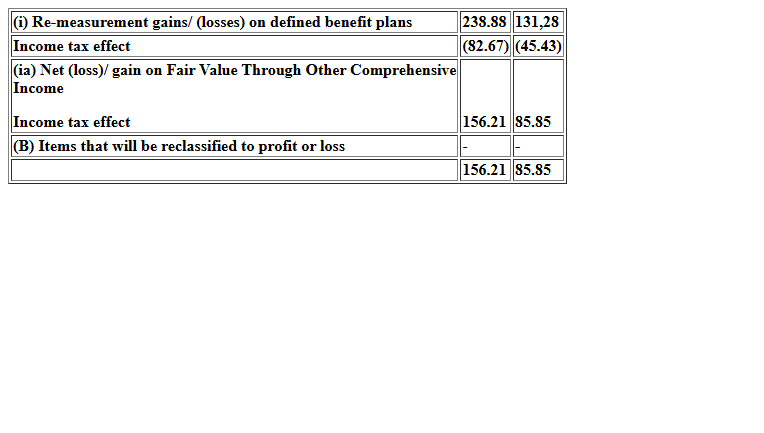 (i) Re-measurement gains/ (losses) on defined benefit plans 238.88 131,28
Income tax effect (82.67) (45.43)
(ia) Net (loss)/ gain on Fair Value Through Other Comprehensive
Income
Income tax effect 156.21 85.85
(B) Items that will be reclassified to profit or loss - -
156.21 85.85